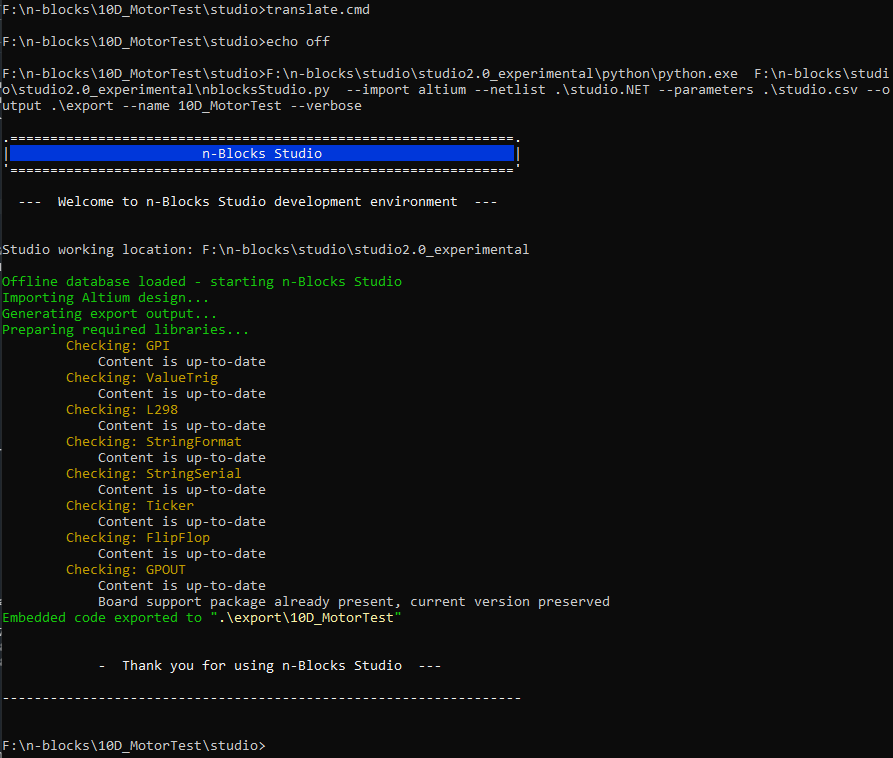 F:\n-blocks\10D_MotorTest\studio>translate.cmd
F:\n-blocks\10D_MotorTest\studio>echo off
F:\n-blocks\10D_MotorTest\studio>F:\n-blocks\studio\studio2.0_experimental\python\python.exe  F:\n-blocks\studi
o\studio2.0_experimental\nblocksStudio.py  --import altium --netlist .\studio.NET --parameters .\studio.csv --o
utput .\export --name 10D_MotorTest --verbose
.===============================================================.
|                        n-Blocks Studio                        |
'==============================================================='
---  Welcome to n-Blocks Studio development environment  ---
Studio working location: F:\n-blocks\studio\studio2.0_experimental
Offline database loaded - starting n-Blocks Studio
Importing Altium design...
Generating export output...
Preparing required libraries...
Checking: GPI
Content is up-to-date
Checking: ValueTrig
Content is up-to-date
Checking: L298
Content is up-to-date
Checking: StringFormat
Content is up-to-date
Checking: StringSerial
Content is up-to-date
Checking: Ticker
Content is up-to-date
Checking: FlipFlop
Content is up-to-date
Checking: GPOUT
Content is up-to-date
Board support package already present, current version preserved
Embedded code exported to ".\export\10D_MotorTest"
-  Thank you for using n-Blocks Studio  ---
-----------------------------------------------------------------
F:\n-blocks\10D_MotorTest\studio>